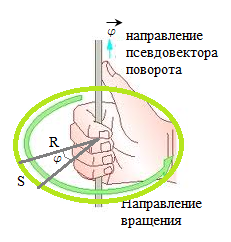 φ направление
псевдовектора
поворота
R
φ
S
Направление
вращения